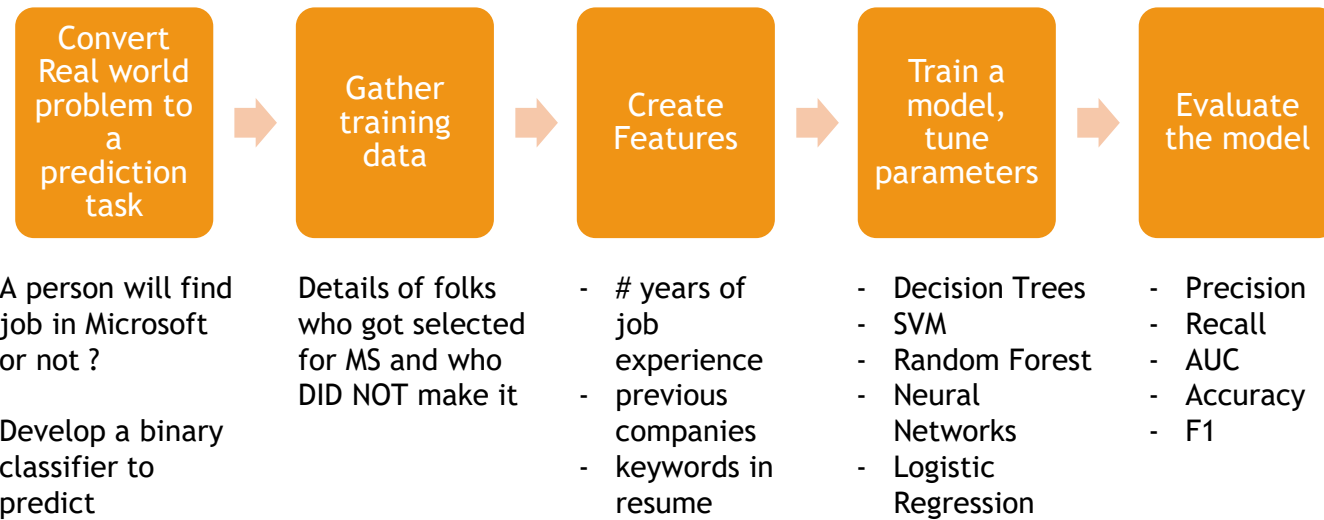 Convert
Real world
problem to
a
prediction
task
Gather
training
data
Create
Features
Train a
model,
tune
parameters
Evaluate
the model
A person will find
job in Microsoft
or not ?
Develop a binary
classifier to
predict
Details of folks
who got selected
for MS and who
DID NOT make it
- # years of
job
experience
- previous
companies
- keywords in
resume
- Decision Trees
- SVM
- Random Forest
- Neural
Networks
- Logistic
Regression
- Precision
- Recall
- AUC
- Accuracy
- F1